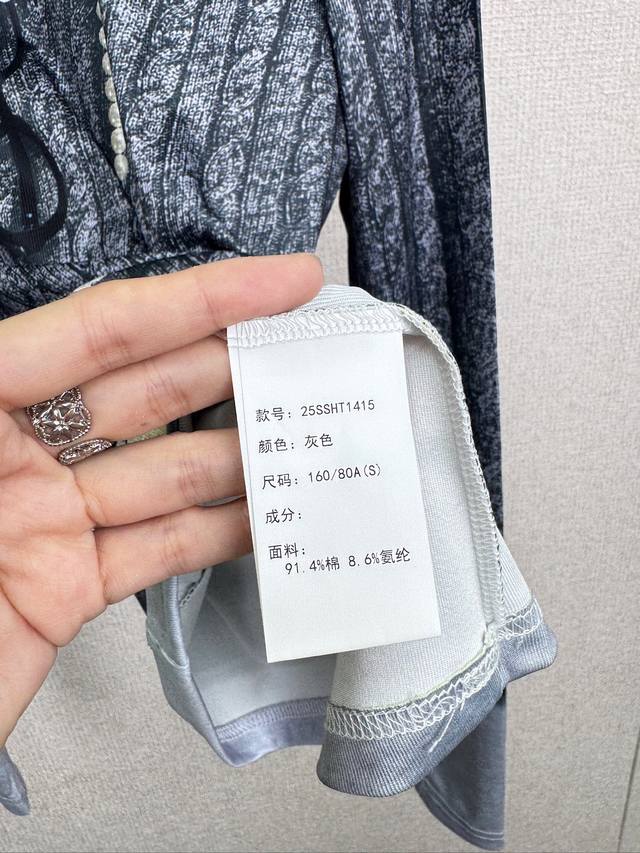 款号：25SSHT1415
颜色：灰色
尺码：160/80A(S)
成分：
面料：
91.4%棉 8.6%氨纶